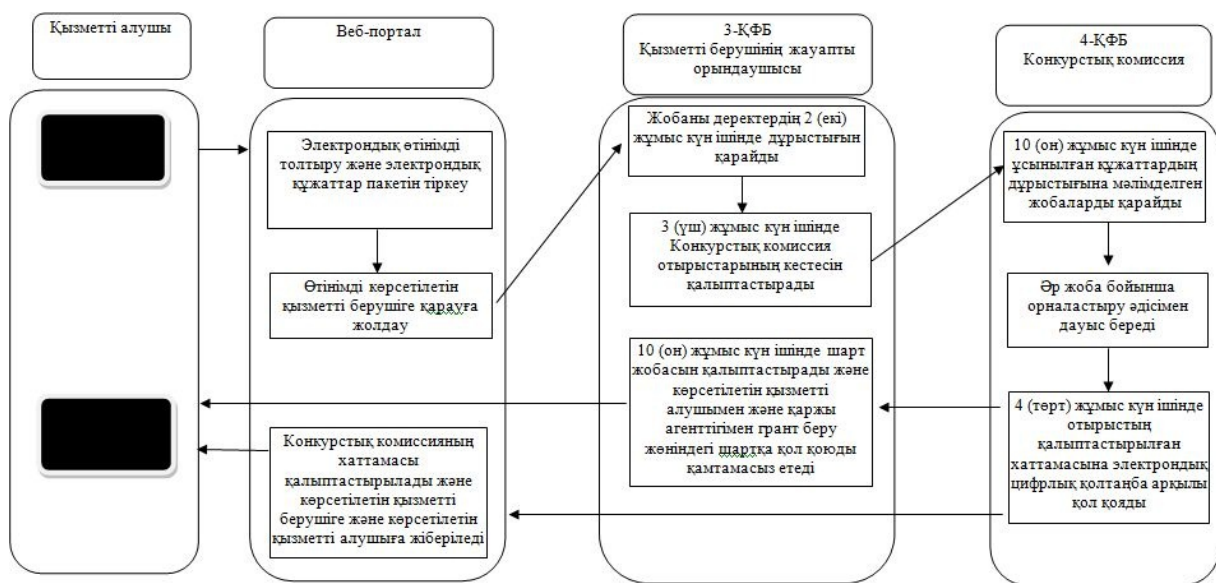 Қызметті алушы
Веб-портал
3-ҚФБ
Қызметті берушінің жауапты
орындаушысы
4-ҚФБ
Конкурстық комиссия
Электрондық өтінімді
толтыру және электрондық
құжаттар пакетін тіркеу
Өтінімді көрсетілетін
қызметті берушіге қарауға
жолдау
Конкурстық комиссияның
хаттамасы
қалыптастырылады және
көрсетілетін қызметті
берушіге және көрсетілетін
қызметті алушыға жіберіледі
Жобаны деректердің 2 (екі)
жұмыс күн ішінде дұрыстығын
қарайды
3 (үш) жұмыс күн ішінде
Конкурстық комиссия
отырыстарының кестесін
қалыптастырады
10 (он) жұмыс күн ішінде шарт
жобасын қалыптастырады және
көрсетілетін қызметті
алушымен және қаржы
агенттігімен грант беру
жөніндегі шартқа қол қоюды
қамтамасыз етеді
10 (он) жұмыс күн ішінде
ұсынылған құжаттардың
дұрыстығына мәлімделген
жобаларды қарайды
Әр жоба бойынша
орналастыру әдісімен
дауыс береді
4 (төрт) жұмыс күн ішінде
отырыстың
қалыптастырылған
хаттамасына электрондық
цифрлық қолтаңба арқылы
қол қояды